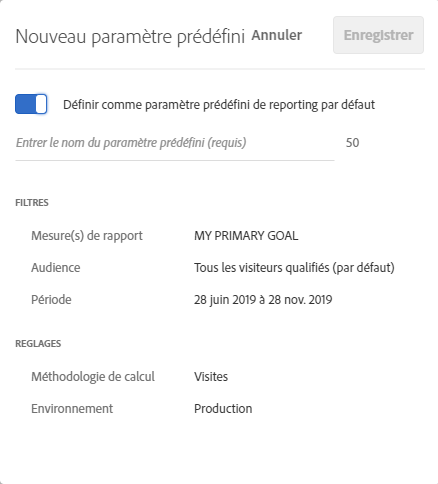 Nouveau paramètre prédéfini Annuler Enregistrer
Définir comme paramètre prédéfini de reporting par défaut
Entrer le nom du paramètre prédéfini (requis) 50
FILTRES
Mesure(s) de rapport MY PRIMARY GOAL
Audience Tous les visiteurs qualifiés (par défaut)
Période 28 juin 2019 à 28 nov. 2019
REGLAGES
Méthodologie de calcul Visites
Environnement Production